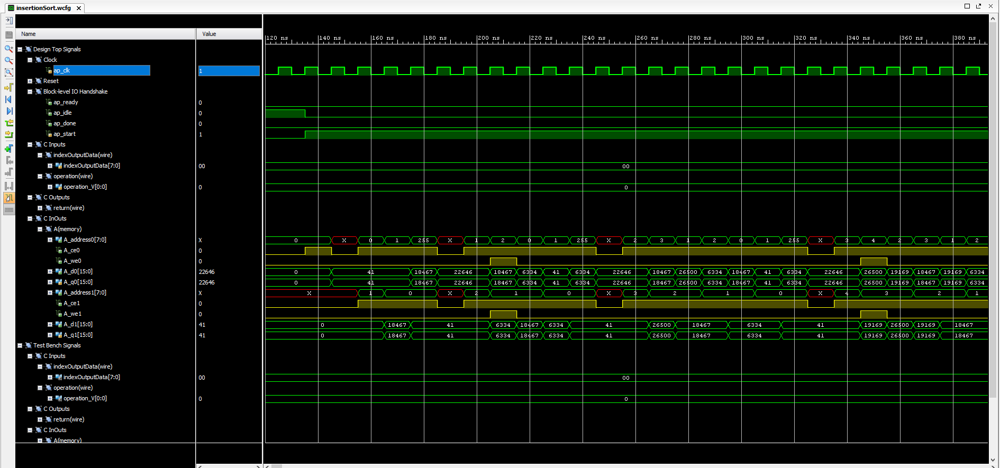 insertionSort.wcfg
Name Value
120 ns 140 ns 160 ns 180 ns 200 ns 220 ns 240 ns 260 ns 280 ns 300 ns 320 ns 340 ns 360 ns 380 ns
Design Top Signals
Clock
ap_clk 1
Reset
Block-level IO Handshake
ap_ready 0
ap_idle 0
ap_done 0
ap_start 1
C Inputs
indexOutputData(wire)
indexOutputData[7:0] 00 00
operation(wire)
operation_V[0:0] 0 0
C Outputs
return(wire)
C InOuts
A(memory)
A_address0[7:0] X 0 X 0 1 255 X 1 2 0 1 255 X 2 3 1 2 0 1 255 X 3 4 2 3 1 2
A_ce0 0
A_we0 0
A_d0[15:0] 22646 0 41 18467 22646 18467 6334 41 6334 22646 18467 26500 6334 18467 41 6334 22646 26500 19169 18467 19169 6334
A_q0[15:0] 22646 0 41 18467 22646 18467 6334 41 6334 22646 18467 26500 6334 18467 41 6334 22646 26500 19169 18467 19169 6334
A_address1[7:0] X X 1 0 X 2 1 0 X 3 2 1 0 X 4 3 2 1
A_ce1 0
A_we1 0
A_d1[15:0] 41 0 18467 41 6334 18467 6334 41 26500 18467 6334 41 19169 26500 19169 18467
A_q1[15:0] 41 0 18467 41 6334 18467 6334 41 26500 18467 6334 41 19169 26500 19169 18467
Test Bench Signals
C Inputs
indexOutputData(wire)
indexOutputData[7:0] 00 00
operation(wire)
operation_V[0:0] 0 0
C Outputs
return(wire)
C InOuts
A(memory)